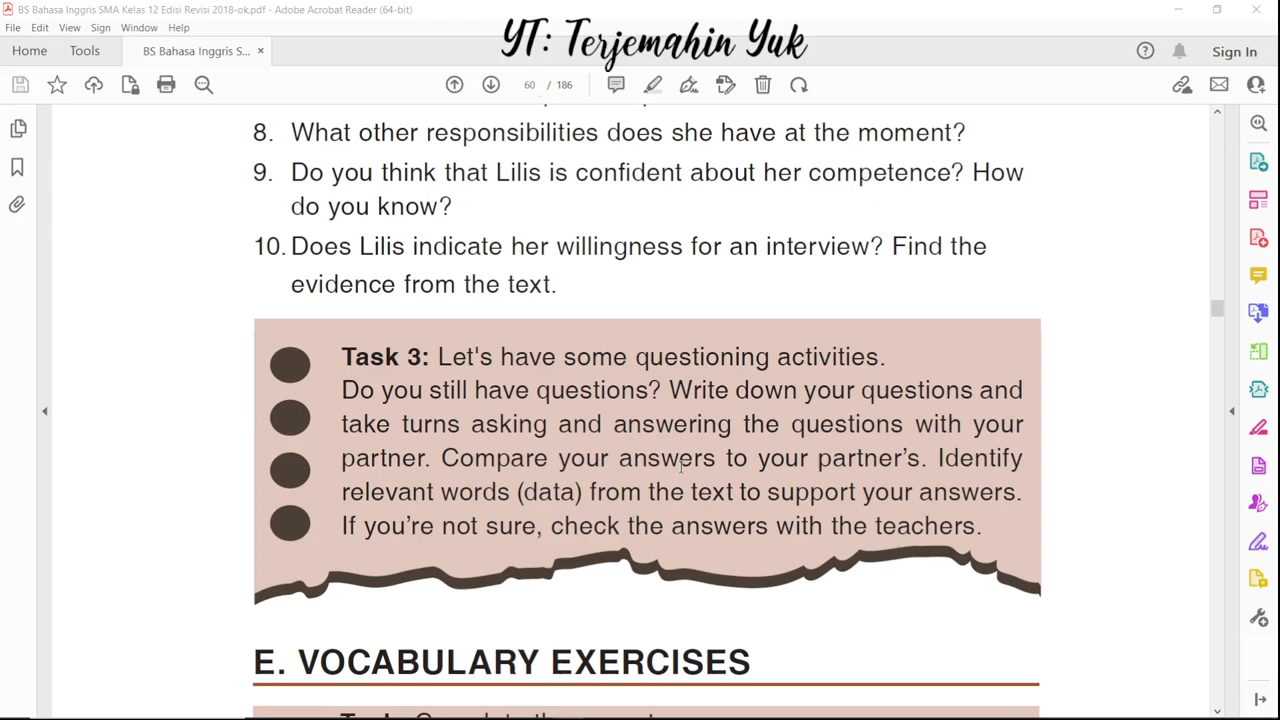 BS Bahasa Inggris SMA Kelas 12 Edisi Revisi 2018-ok.pdf - Adobe Acrobat Reader (64-bit)
YT: Terjemahin Yuk
File Edit View Sign Window Help
Home Tools BS Bahasa Inggris S... × Sign In
60 / 186
8. What other responsibilities does she have at the moment?
9. Do you think that Lilis is confident about her competence? How
do you know?
10. Does Lilis indicate her willingness for an interview? Find the
evidence from the text.
Task 3: Let's have some questioning activities.
Do you still have questions? Write down your questions and
take turns asking and answering the questions with your
partner. Compare your answers to your partner's. Identify
relevant words (data) from the text to support your answers.
If you're not sure, check the answers with the teachers.
E. VOCABULARY EXERCISES